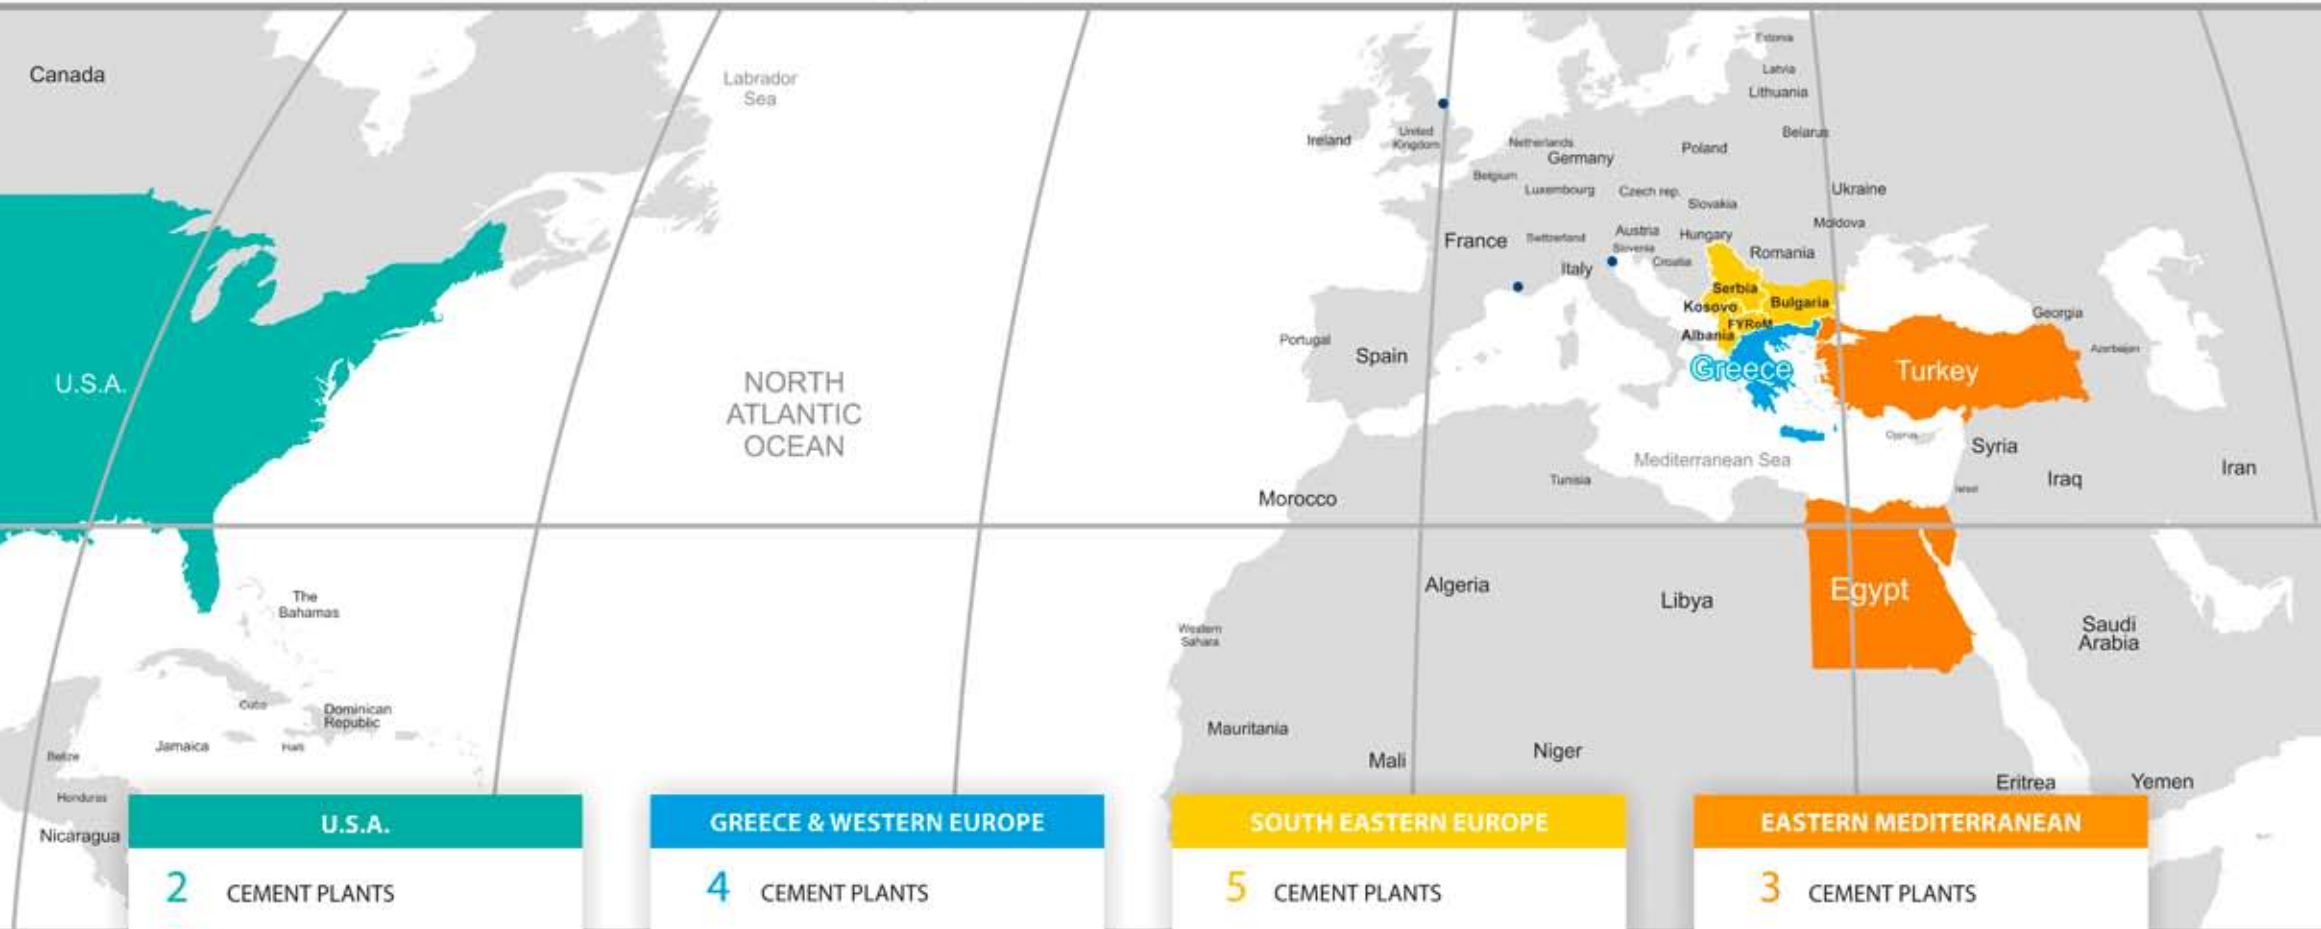 Canada
Labrador
Sea
Estonia
Latvia
Lithuania
Belarus
Ireland
United
Kingdom
Netherlands
Germany
Poland
Belgium
Luxembourg
Czech rep.
Slovakia
Ukraine
Moldova
France
Switzerland
Austria
Hungary
Slovenia
Croatia
Romania
Italy
Serbia
Kosovo
Bulgaria
FYRoM
Albania
Georgia
Azerbaijan
Portugal
Spain
Greece
Turkey
U.S.A.
NORTH
ATLANTIC
OCEAN
Cyprus
Syria
Mediterranean Sea
Tunisia
Israel
Iraq
Iran
Morocco
The
Bahamas
Algeria
Libya
Egypt
Saudi
Arabia
Western
Sahara
Cuba
Dominican
Republic
Jamaica
Haiti
Belize
Mauritania
Mali
Niger
Eritrea
Yemen
Honduras
Nicaragua
U.S.A.
2 CEMENT PLANTS
GREECE & WESTERN EUROPE
4 CEMENT PLANTS
SOUTH EASTERN EUROPE
5 CEMENT PLANTS
EASTERN MEDITERRANEAN
3 CEMENT PLANTS